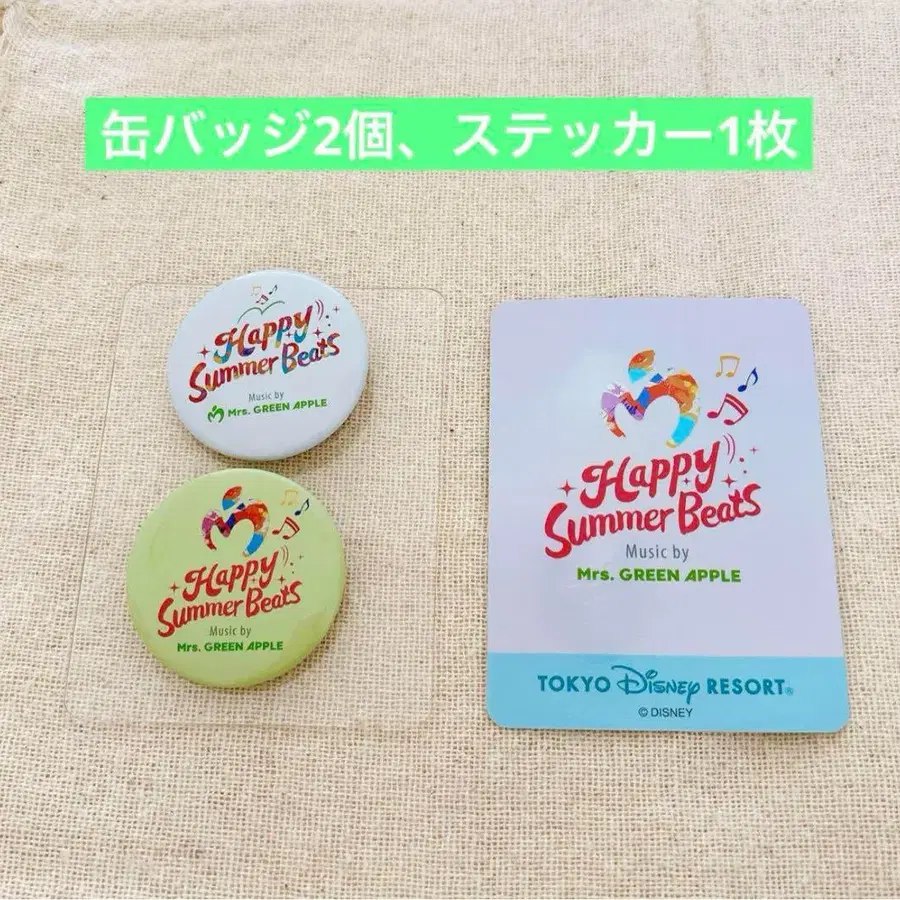 缶バッジ2個、ステッカー1枚
Happy
Summer Beats
Music by
Mrs. GREEN APPLE
Happy
Summer Beats
Music by
Mrs. GREEN APPLE
Happy
Summer Beats
Music by
Mrs. GREEN APPLE
TOKYO Disney RESORT®
© DISNEY